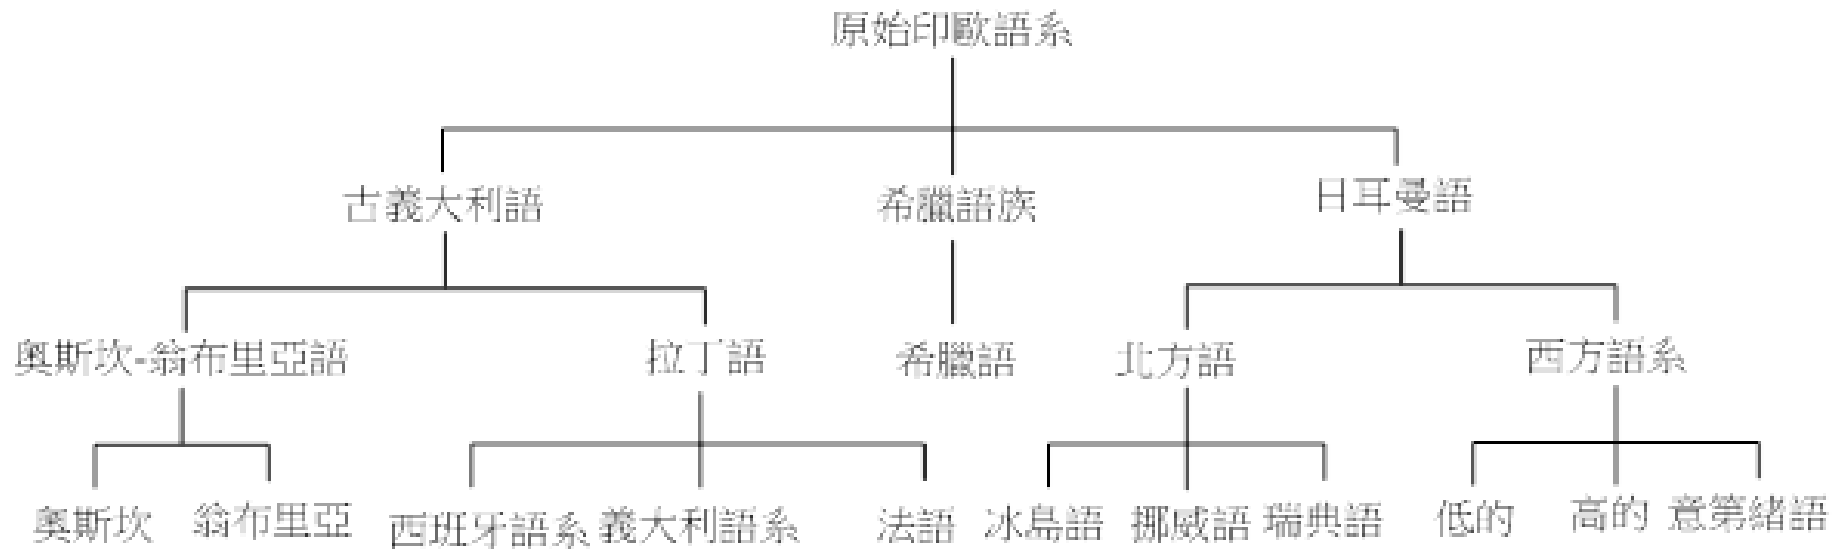 原始印歐語系
古義大利語 希臘語族 日耳曼語
奧斯坎-翁布里亞語 拉丁語 希臘語 北方語 西方語系
奧斯坎 翁布里亞 西班牙語系 義大利語系 法語 冰島語 挪威語 瑞典語 低的 高的 意第緒語